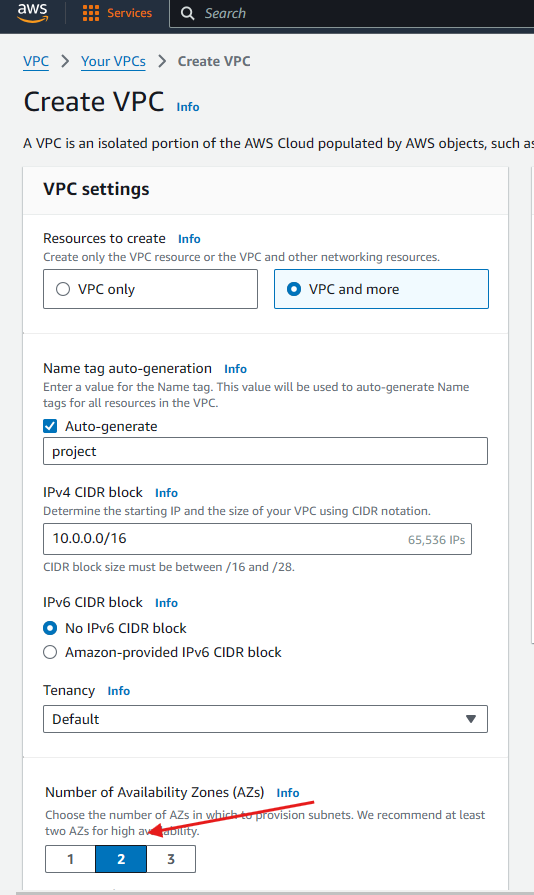 aws Services Search
VPC > Your VPCs > Create VPC
Create VPC Info
A VPC is an isolated portion of the AWS Cloud populated by AWS objects, such as
VPC settings
Resources to create Info
Create only the VPC resource or the VPC and other networking resources.
VPC only VPC and more
Name tag auto-generation Info
Enter a value for the Name tag. This value will be used to auto-generate Name
tags for all resources in the VPC.
Auto-generate
project
IPv4 CIDR block Info
Determine the starting IP and the size of your VPC using CIDR notation.
10.0.0.0/16 65,536 IPs
CIDR block size must be between /16 and /28.
IPv6 CIDR block Info
No IPv6 CIDR block
Amazon-provided IPv6 CIDR block
Tenancy Info
Default
Number of Availability Zones (AZs) Info
Choose the number of AZs in which to provision subnets. We recommend at least
two AZs for high availability.
1 2 3